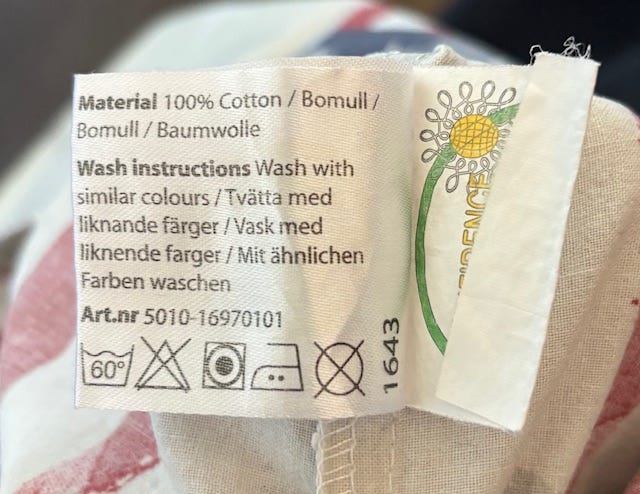 Material 100% Cotton / Bomull /
Bomull / Baumwolle
Wash instructions Wash with
similar colours / Tvätta med
liknande färger / Vask med
liknende farger / Mit ähnlichen
Farben waschen
Art.nr 5010-16970101
60°
1643